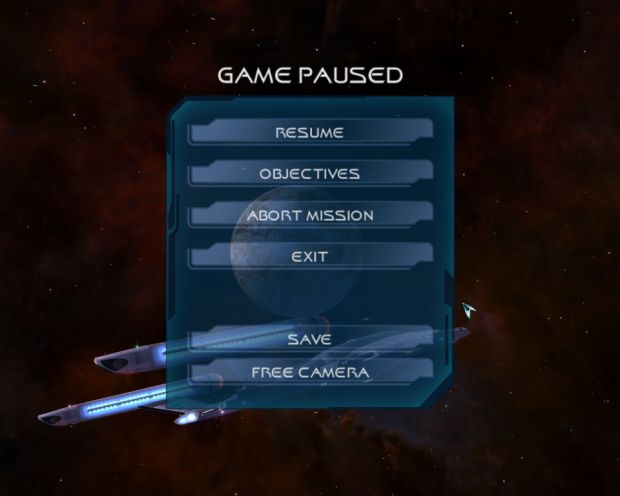 GAME PAUSED
RESUME
OBJECTIVES
ABORT MISSION
EXIT
SAVE
FREE CAMERA